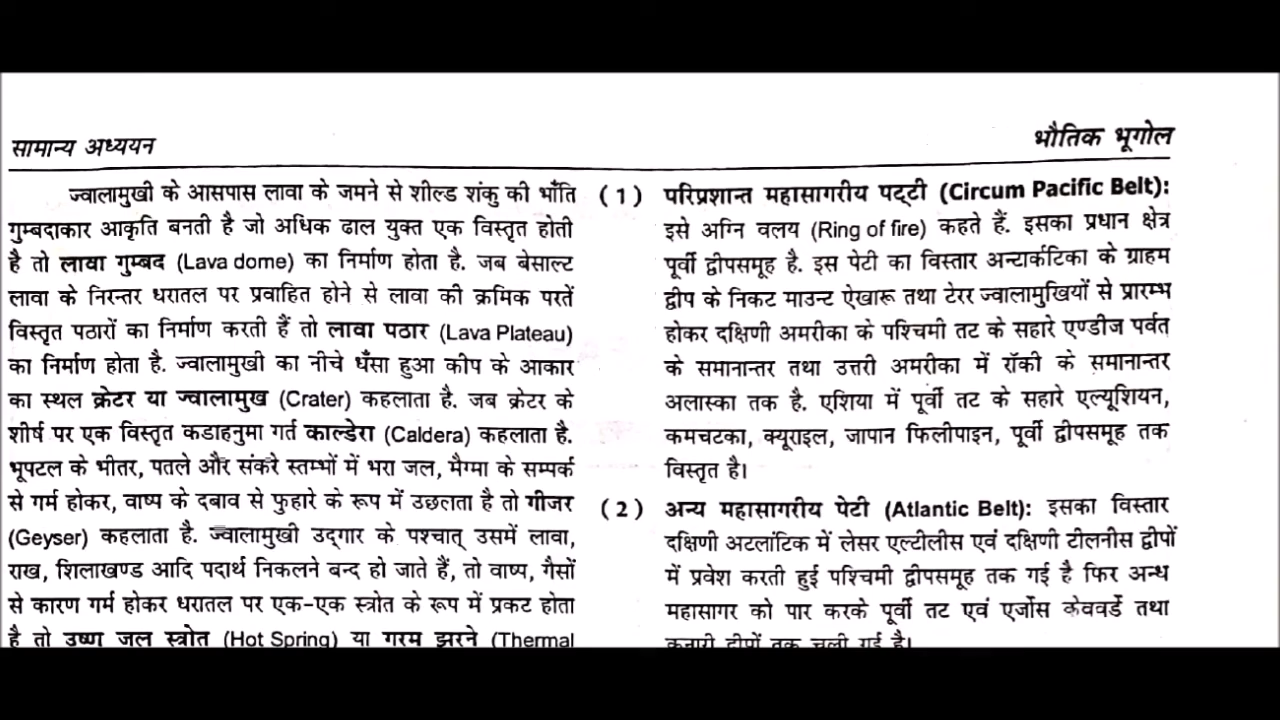 सामान्य अध्ययन
भौतिक भूगोल
ज्वालामुखी के आसपास लावा के जमने से शील्ड शंकु की भाँति
गुम्बदाकार आकृति बनती है जो अधिक ढाल युक्त एक विस्तृत होती
है तो लावा गुम्बद (Lava dome) का निर्माण होता है. जब बेसाल्ट
लावा के निरन्तर धरातल पर प्रवाहित होने से लावा की क्रमिक परतें
विस्तृत पठारों का निर्माण करती हैं तो लावा पठार (Lava Plateau)
का निर्माण होता है. ज्वालामुखी का नीचे धँसा हुआ कीप के आकार
का स्थल क्रेटर या ज्वालामुख (Crater) कहलाता है. जब क्रेटर के
शीर्ष पर एक विस्तृत कडाहनुमा गर्त काल्डेरा (Caldera) कहलाता है.
भूपटल के भीतर, पतले और संकरे स्तम्भों में भरा जल, मैग्मा के सम्पर्क
से गर्म होकर, वाष्प के दबाव से फुहारे के रूप में उछलता है तो गीजर
(Geyser) कहलाता है. ज्वालामुखी उद्गार के पश्चात् उसमें लावा,
राख, शिलाखण्ड आदि पदार्थ निकलने बन्द हो जाते हैं, तो वाष्प, गैसों
से कारण गर्म होकर धरातल पर एक-एक स्त्रोत के रूप में प्रकट होता
है तो उष्ण जल स्त्रोत (Hot Spring) या गरम झरने (Thermal
(1) परिप्रशान्त महासागरीय पट्टी (Circum Pacific Belt):
इसे अग्नि वलय (Ring of fire) कहते हैं. इसका प्रधान क्षेत्र
पूर्वी द्वीपसमूह है. इस पेटी का विस्तार अन्टार्कटिका के ग्राहम
द्वीप के निकट माउन्ट ऐखारू तथा टेरर ज्वालामुखियों से प्रारम्भ
होकर दक्षिणी अमरीका के पश्चिमी तट के सहारे एण्डीज पर्वत
के समानान्तर तथा उत्तरी अमरीका में रॉकी के समानान्तर
अलास्का तक है. एशिया में पूर्वी तट के सहारे एल्यूशियन,
कमचटका, क्यूराइल, जापान फिलीपाइन, पूर्वी द्वीपसमूह तक
विस्तृत है।
(2) अन्य महासागरीय पेटी (Atlantic Belt): इसका विस्तार
दक्षिणी अटलांटिक में लेसर एल्टीलीस एवं दक्षिणी टीलनीस द्वीपों
में प्रवेश करती हुई पश्चिमी द्वीपसमूह तक गई है फिर अन्ध
महासागर को पार करके पूर्वी तट एवं एर्जोस केववर्डे तथा
कनारी द्वीपों तक चली गई है।